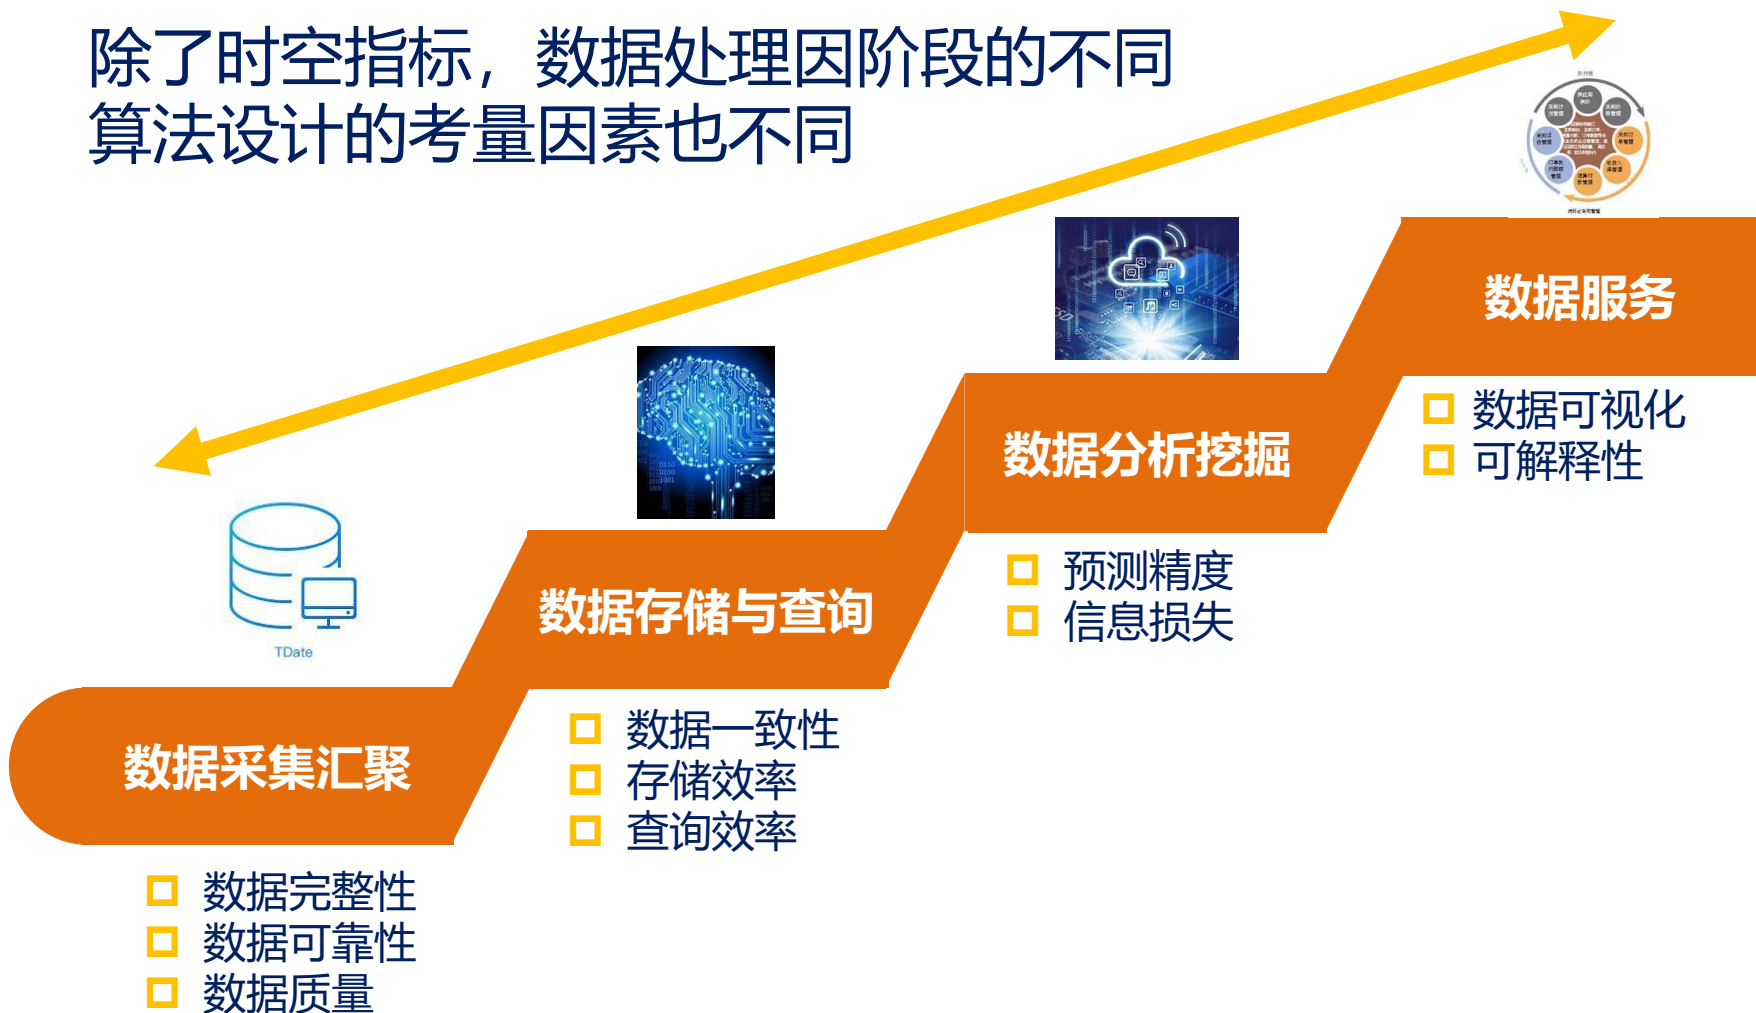 除了时空指标，数据处理因阶段的不同
算法设计的考量因素也不同
数据服务
数据可视化
可解释性
数据分析挖掘
预测精度
信息损失
数据存储与查询
数据一致性
存储效率
查询效率
TDate
数据采集汇聚
数据完整性
数据可靠性
数据质量